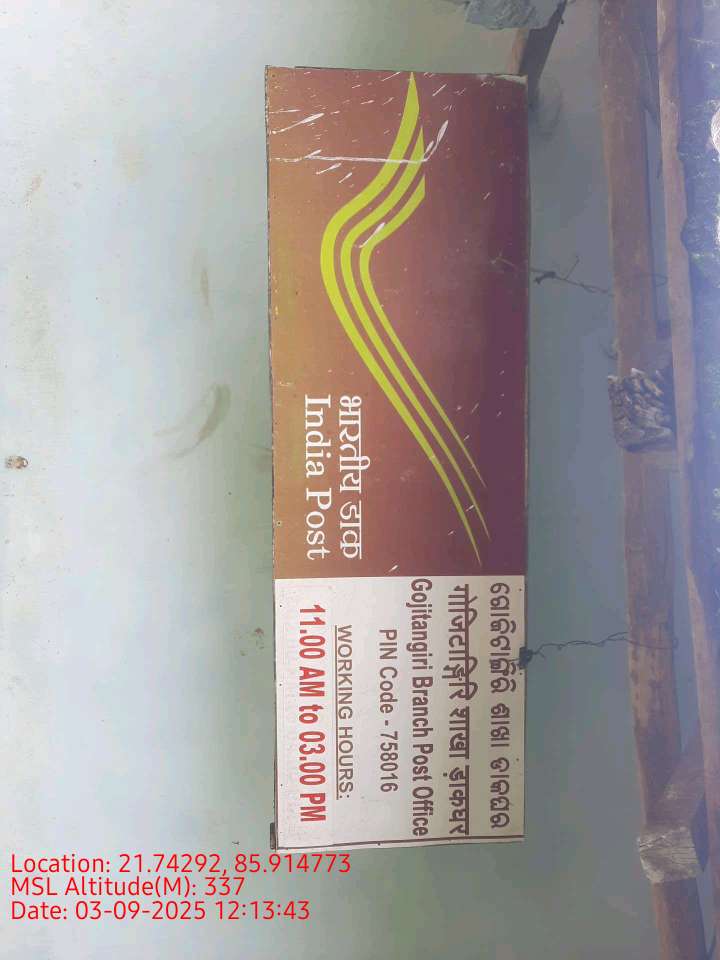 भारतीय डाक
India Post
ଗୋଜିଟାଙ୍ଗିରି ଶାଖା ଡାକଘର
गोजिटाङ्गिरि शाखा ड़ाकघर
Gojitangiri Branch Post Office
PIN Code - 758016
WORKING HOURS:
11.00 AM to 03.00 PM
Location: 21.74292, 85.914773
MSL Altitude(M): 337
Date: 03-09-2025 12:13:43